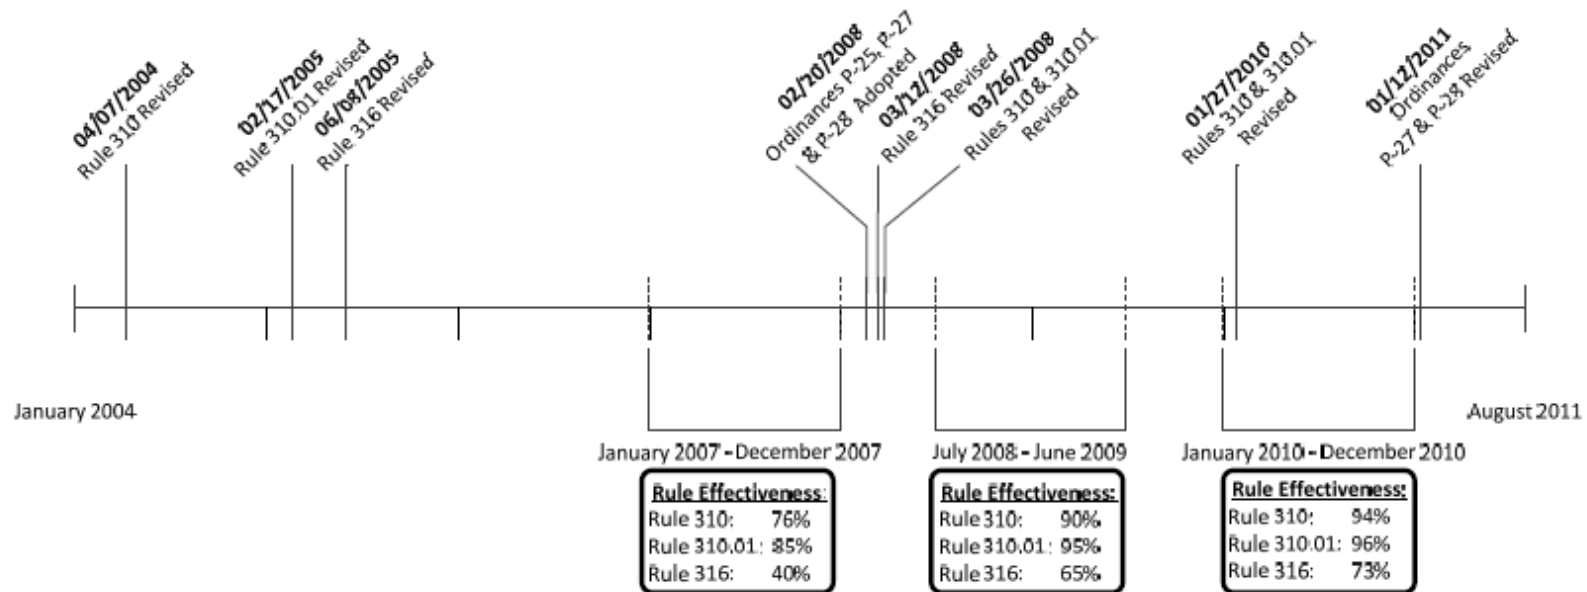 04/07/2004
Rule 310 Revised
02/17/2005
Rule 310.01 Revised
06/08/2005
Rule 316 Revised
02/20/2008
Ordinances P-25, P-27
& P-28 Adopted
03/12/2008
Rule 316 Revised
03/26/2008
Rules 310 & 310.01
Revised
01/27/2010
Rules 310 & 310.01
Revised
01/12/2011
Ordinances
P-27 & P-28 Revised
January 2004
August 2011
January 2007 - December 2007
Rule Effectiveness:
Rule 310: 76%
Rule 310.01: 85%
Rule 316: 40%
July 2008 - June 2009
Rule Effectiveness:
Rule 310: 90%
Rule 310.01: 95%
Rule 316: 65%
January 2010 - December 2010
Rule Effectiveness:
Rule 310: 94%
Rule 310.01: 96%
Rule 316: 73%